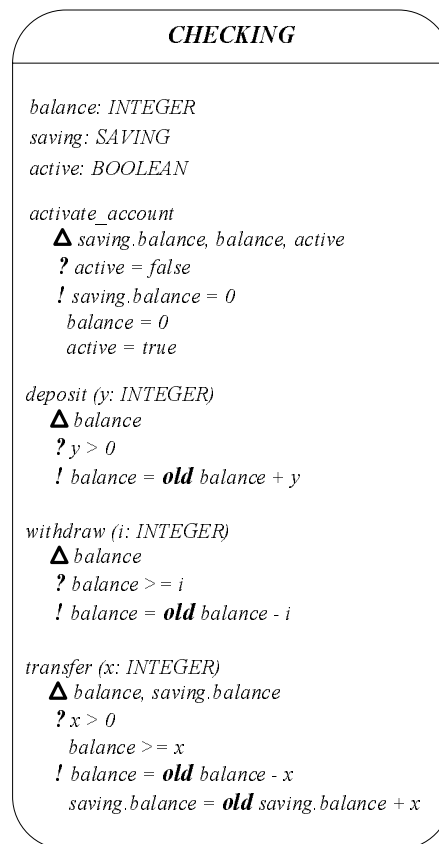 CHECKING
balance: INTEGER
saving: SAVING
active: BOOLEAN
activate_account
Δ saving.balance, balance, active
? active = false
! saving.balance = 0
balance = 0
active = true
deposit (y: INTEGER)
Δ balance
? y > 0
! balance = old balance + y
withdraw (i: INTEGER)
Δ balance
? balance >= i
! balance = old balance - i
transfer (x: INTEGER)
Δ balance, saving.balance
? x > 0
balance >= x
! balance = old balance - x
saving.balance = old saving.balance + x